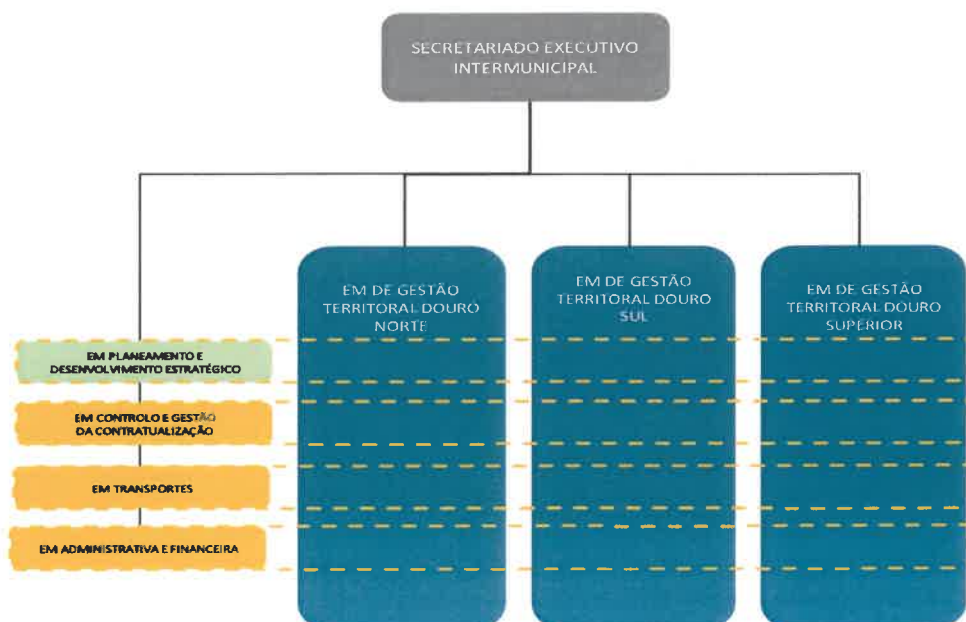 SECRETARIADO EXECUTIVO
INTERMUNICIPAL
EM DE GESTÃO
TERRITORAL DOURO
NORTE
EM DE GESTÃO
TERRITORAL DOURO
SUL
EM DE GESTÃO
TERRITORAL DOURO
SUPERIOR
EM PLANEAMENTO E
DESENVOLVIMENTO ESTRATÉGICO
EM CONTROLO E GESTÃO
DA CONTRATUALIZAÇÃO
EM TRANSPORTES
EM ADMINISTRATIVA E FINANCEIRA